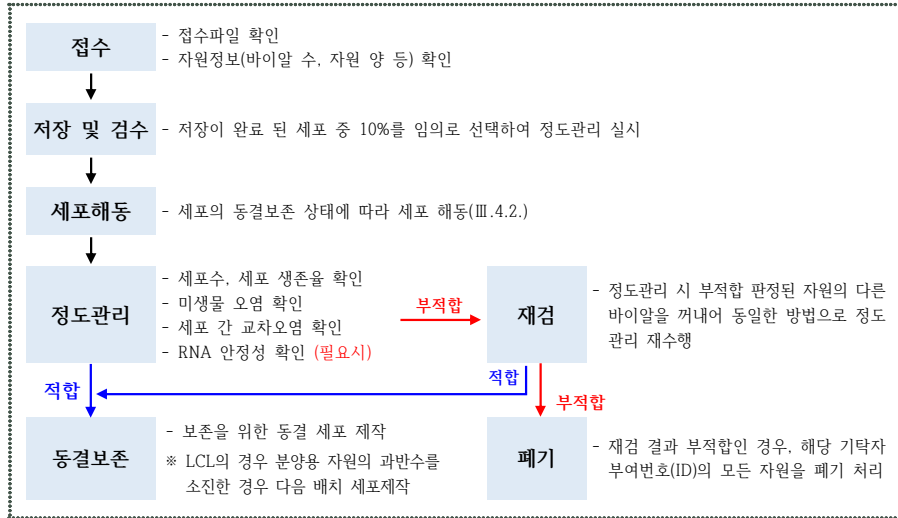 접수
- 접수파일 확인
- 자원정보(바이알 수, 자원 양 등) 확인
저장 및 검수
- 저장이 완료 된 세포 중 10%를 임의로 선택하여 정도관리 실시
세포해동
- 세포의 동결보존 상태에 따라 세포 해동(Ⅲ.4.2.)
정도관리
- 세포수, 세포 생존율 확인
- 미생물 오염 확인
- 세포 간 교차오염 확인
- RNA 안정성 확인 (필요시)
부적합
재검
- 정도관리 시 부적합 판정된 자원의 다른
바이알을 꺼내어 동일한 방법으로 정도
관리 재수행
적합
적합
부적합
동결보존
- 보존을 위한 동결 세포 제작
※ LCL의 경우 분양용 자원의 과반수를
소진한 경우 다음 배치 세포제작
폐기
- 재검 결과 부적합인 경우, 해당 기탁자
부여번호(ID)의 모든 자원을 폐기 처리